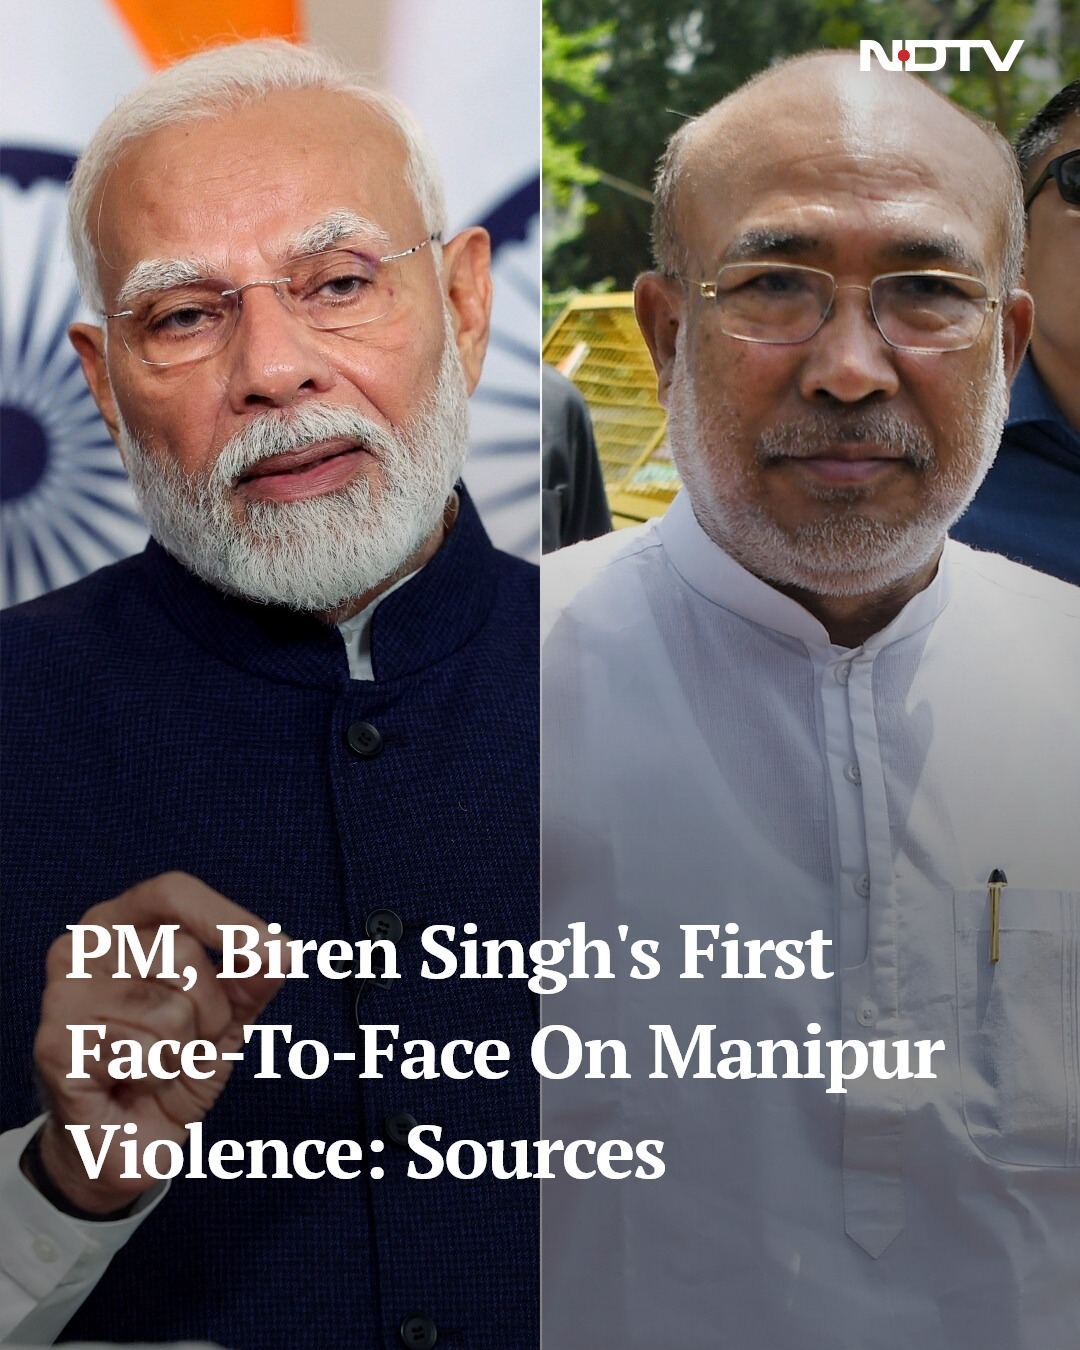 NDTV
PM, Biren Singh's First
Face-To-Face On Manipur
Violence: Sources